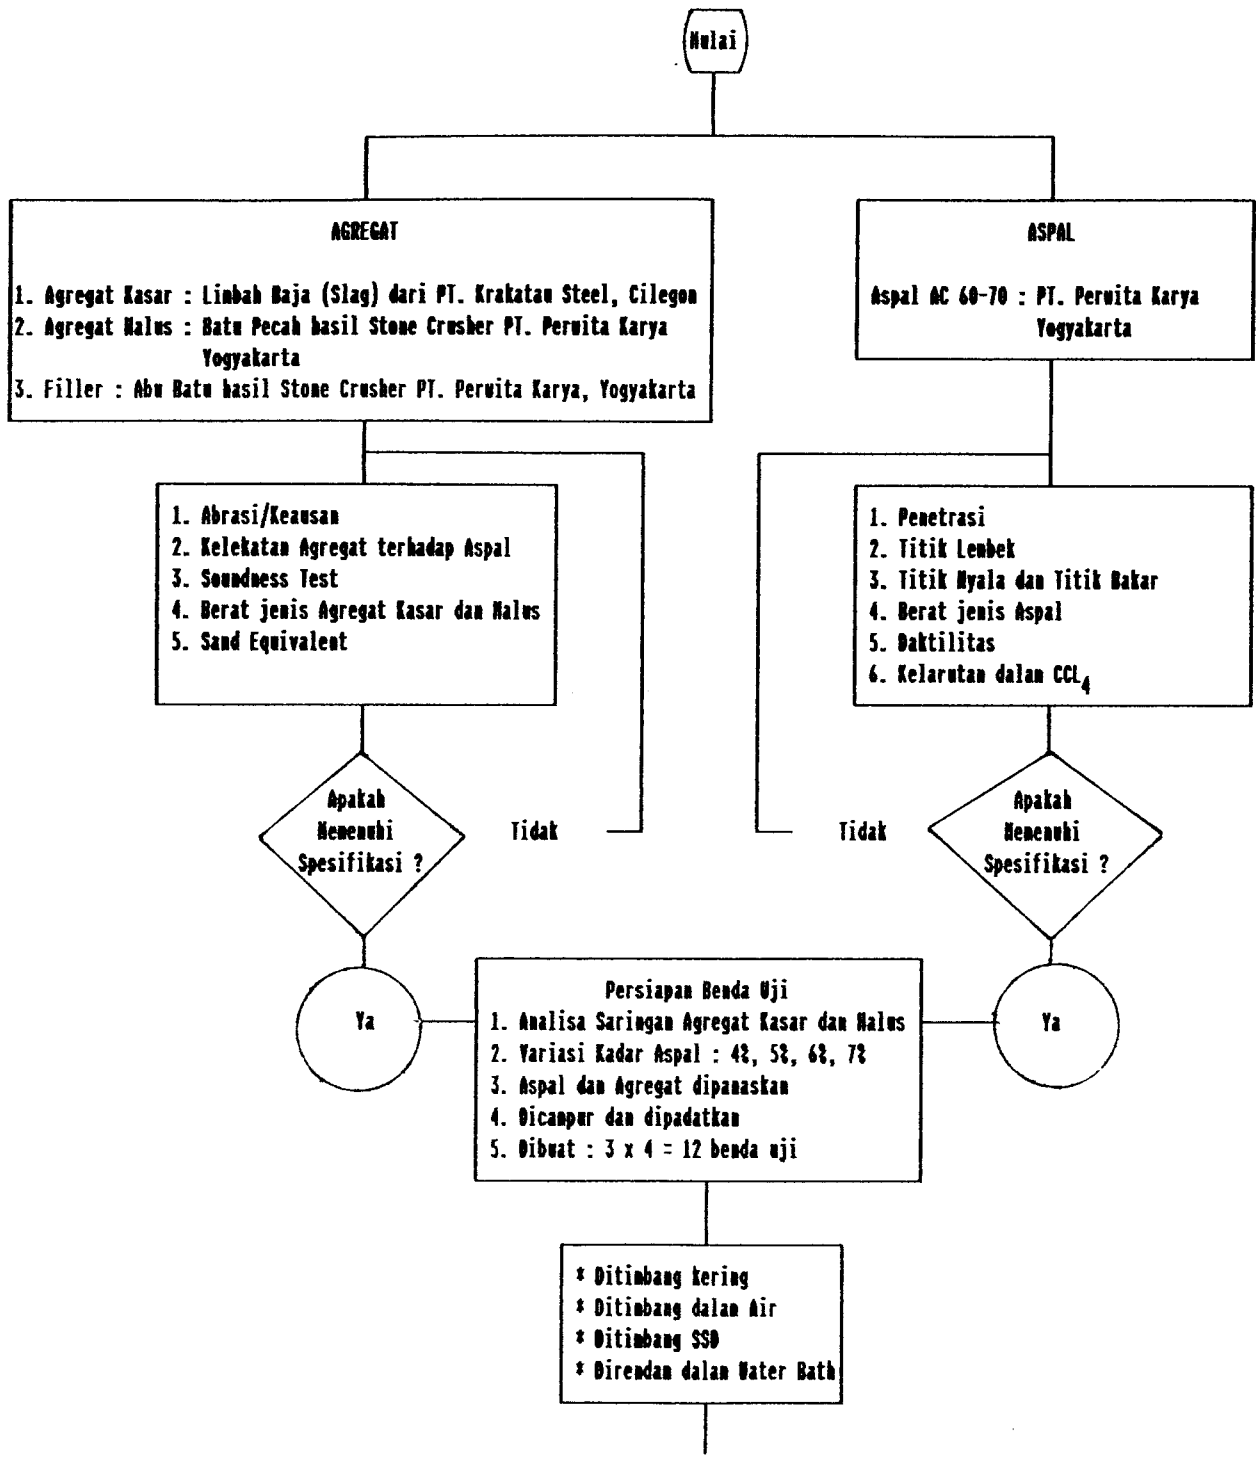 Mulai
AGREGAT
1. Agregat Kasar : Limbah Baja (Slag) dari PT. Krakatau Steel, Cilegon
2. Agregat Halus : Batu Pecah hasil Stone Crusher PT. Perwita Karya
Yogyakarta
3. Filler : Abu Batu hasil Stone Crusher PT. Perwita Karya, Yogyakarta
ASPAL
Aspal AC 60-70 : PT. Perwita Karya
Yogyakarta
1. Abrasi/Keausan
2. Kelekatan Agregat terhadap Aspal
3. Soundness Test
4. Berat jenis Agregat Kasar dan Halus
5. Sand Equivalent
1. Penetrasi
2. Titik Lembek
3. Titik Nyala dan Titik Bakar
4. Berat jenis Aspal
5. Daktilitas
6. Kelarutan dalam CCL4
Apakah
Memenuhi
Spesifikasi ?
Tidak
Tidak
Apakah
Memenuhi
Spesifikasi ?
Ya
Persiapan Benda Uji
1. Analisa Saringan Agregat Kasar dan Halus
2. Variasi Kadar Aspal : 4%, 5%, 6%, 7%
3. Aspal dan Agregat dipanaskan
4. Dicampur dan dipadatkan
5. Dibuat : 3 x 4 = 12 benda uji
Ya
* Ditimbang kering
* Ditimbang dalam Air
* Ditimbang SSD
* Direndam dalam Water Bath